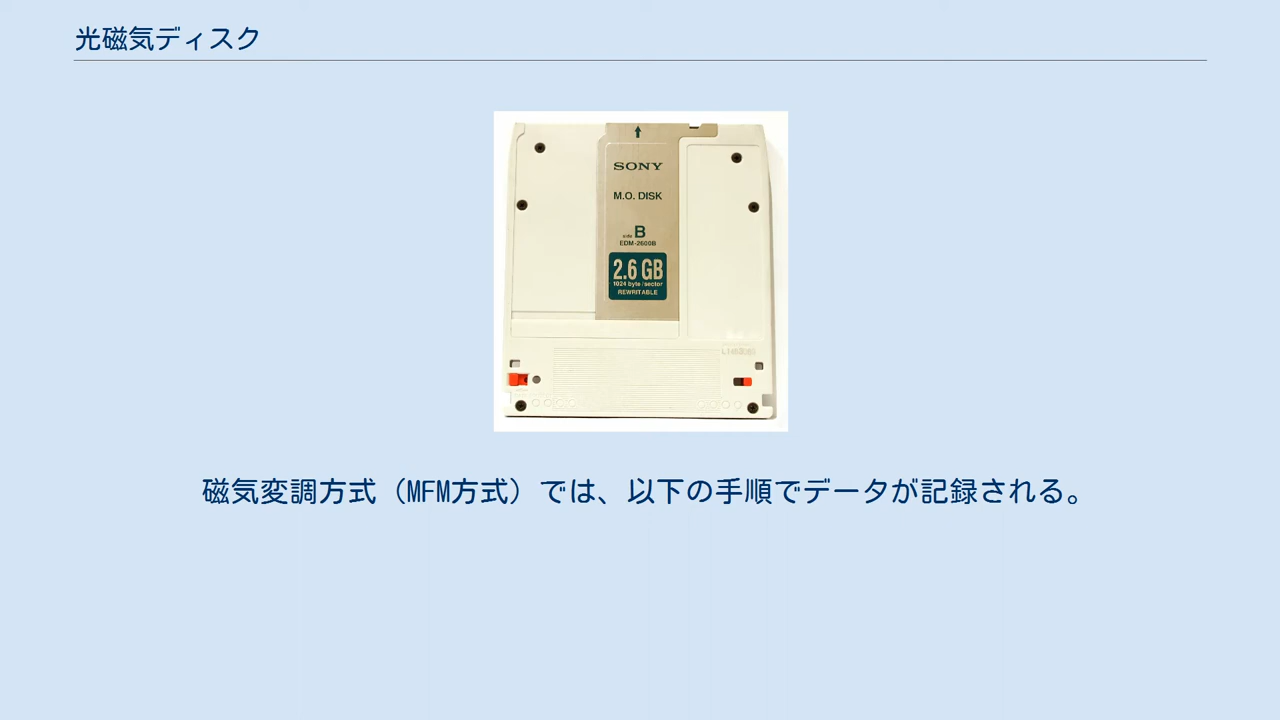 光磁気ディスク
SONY
M.O. DISK
side B
EDM-2600B
2.6 GB
1024 byte/sector
REWRITABLE
磁気変調方式（MFM方式）では、以下の手順でデータが記録される。